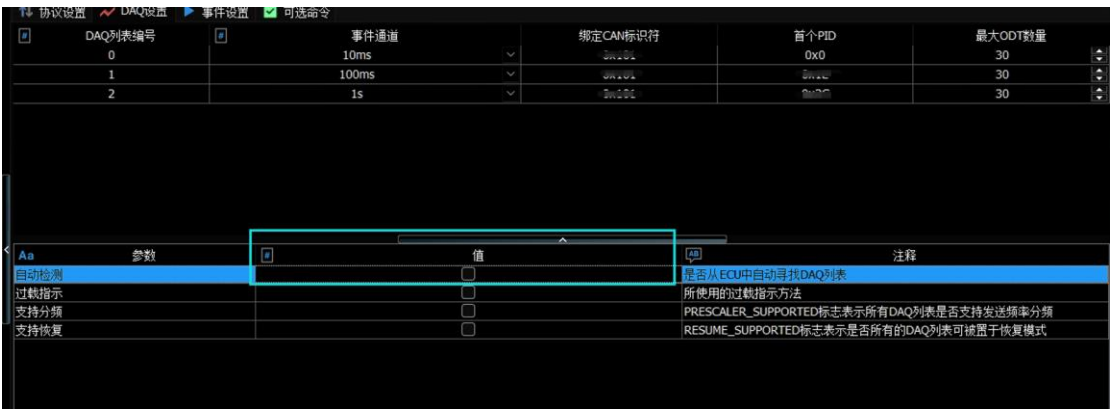 协议设置 DAQ设置 事件设置 可选命令
# DAQ列表编号 # 事件通道 绑定CAN标识符 首个PID 最大ODT数量
0 10ms 0x0 30
1 100ms 30
2 1s 30
Aa 参数 # 值 AB 注释
自动检测 是否从ECU中自动寻找DAQ列表
过载指示 所使用的过载指示方法
支持分频 PRESCALER_SUPPORTED标志表示所有DAQ列表是否支持发送频率分频
支持恢复 RESUME_SUPPORTED标志表示是否所有的DAQ列表可被置于恢复模式